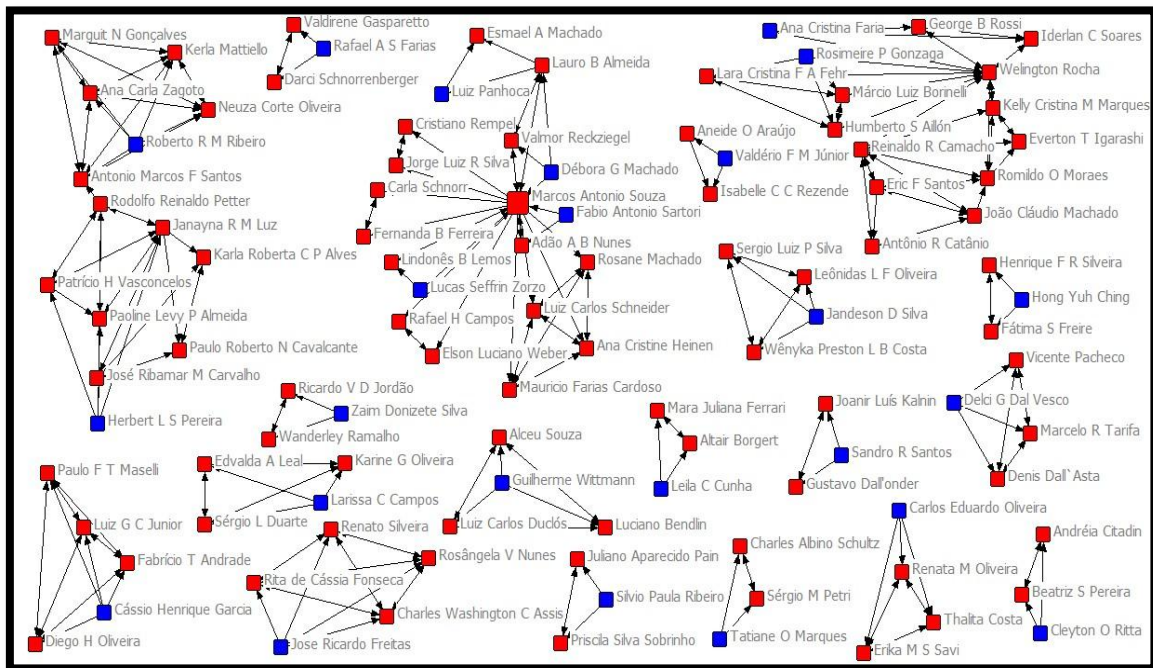 Marguit N Gonçalves
Kerla Mattiello
Ana Carla Zagoto
Neuza Corte Oliveira
Roberto R M Ribeiro
Antonio Marcos F Santos
Rodolfo Reinaldo Petter
Janayna R M Luz
Karla Roberta C P Alves
Patrício H Vasconcelos
Paoline Levy P Almeida
Paulo Roberto N Cavalcante
José Ribamar M Carvalho
Herbert L S Pereira
Valdirene Gasparetto
Rafael A S Farias
Darci Schnorrenberger
Esmael A Machado
Lauro B Almeida
Luiz Panhoca
Cristiano Rempel
Valmor Reckziegel
Jorge Luiz R Silva
Débora G Machado
Carla Schnorr
Marcos Antonio Souza
Fabio Antonio Sartori
Fernanda B Ferreira
Adão A B Nunes
Lindonês B Lemos
Rosane Machado
Lucas Seffrin Zorzo
Luiz Carlos Schneider
Rafael H Campos
Elson Luciano Weber
Ana Cristine Heinen
Mauricio Farias Cardoso
Ana Cristina Faria
George B Rossi
Iderlan C Soares
Rosimeire P Gonzaga
Lara Cristina F A Fehr
Welington Rocha
Márcio Luiz Borinelli
Kelly Cristina M Marques
Humberto S Aillón
Everton T Igarashi
Reinaldo R Camacho
Romildo O Moraes
Eric F Santos
João Cláudio Machado
Antônio R Catânio
Aneide O Araújo
Valdério F M Júnior
Isabelle C C Rezende
Sergio Luiz P Silva
Leônidas L F Oliveira
Jandeson D Silva
Wênyka Preston L B Costa
Henrique F R Silveira
Hong Yuh Ching
Fátima S Freire
Ricardo V D Jordão
Zaim Donizete Silva
Wanderley Ramalho
Alceu Souza
Guilherme Wittmann
Luiz Carlos Duclós
Luciano Bendlin
Mara Juliana Ferrari
Altair Borgert
Leila C Cunha
Joanir Luís Kalnin
Sandro R Santos
Gustavo Dall'onder
Vicente Pacheco
Delci G Dal Vesco
Marcelo R Tarifa
Denis Dall`Asta
Paulo F T Maselli
Luiz G C Junior
Fabrício T Andrade
Cássio Henrique Garcia
Diego H Oliveira
Edvalda A Leal
Karine G Oliveira
Larissa C Campos
Sérgio L Duarte
Renato Silveira
Rosângela V Nunes
Rita de Cássia Fonseca
Charles Washington C Assis
Jose Ricardo Freitas
Juliano Aparecido Pain
Silvio Paula Ribeiro
Priscila Silva Sobrinho
Charles Albino Schultz
Sérgio M Petri
Tatiane O Marques
Carlos Eduardo Oliveira
Renata M Oliveira
Thalita Costa
Erika M S Savi
Andréia Citadin
Beatriz S Pereira
Cleyton O Ritta